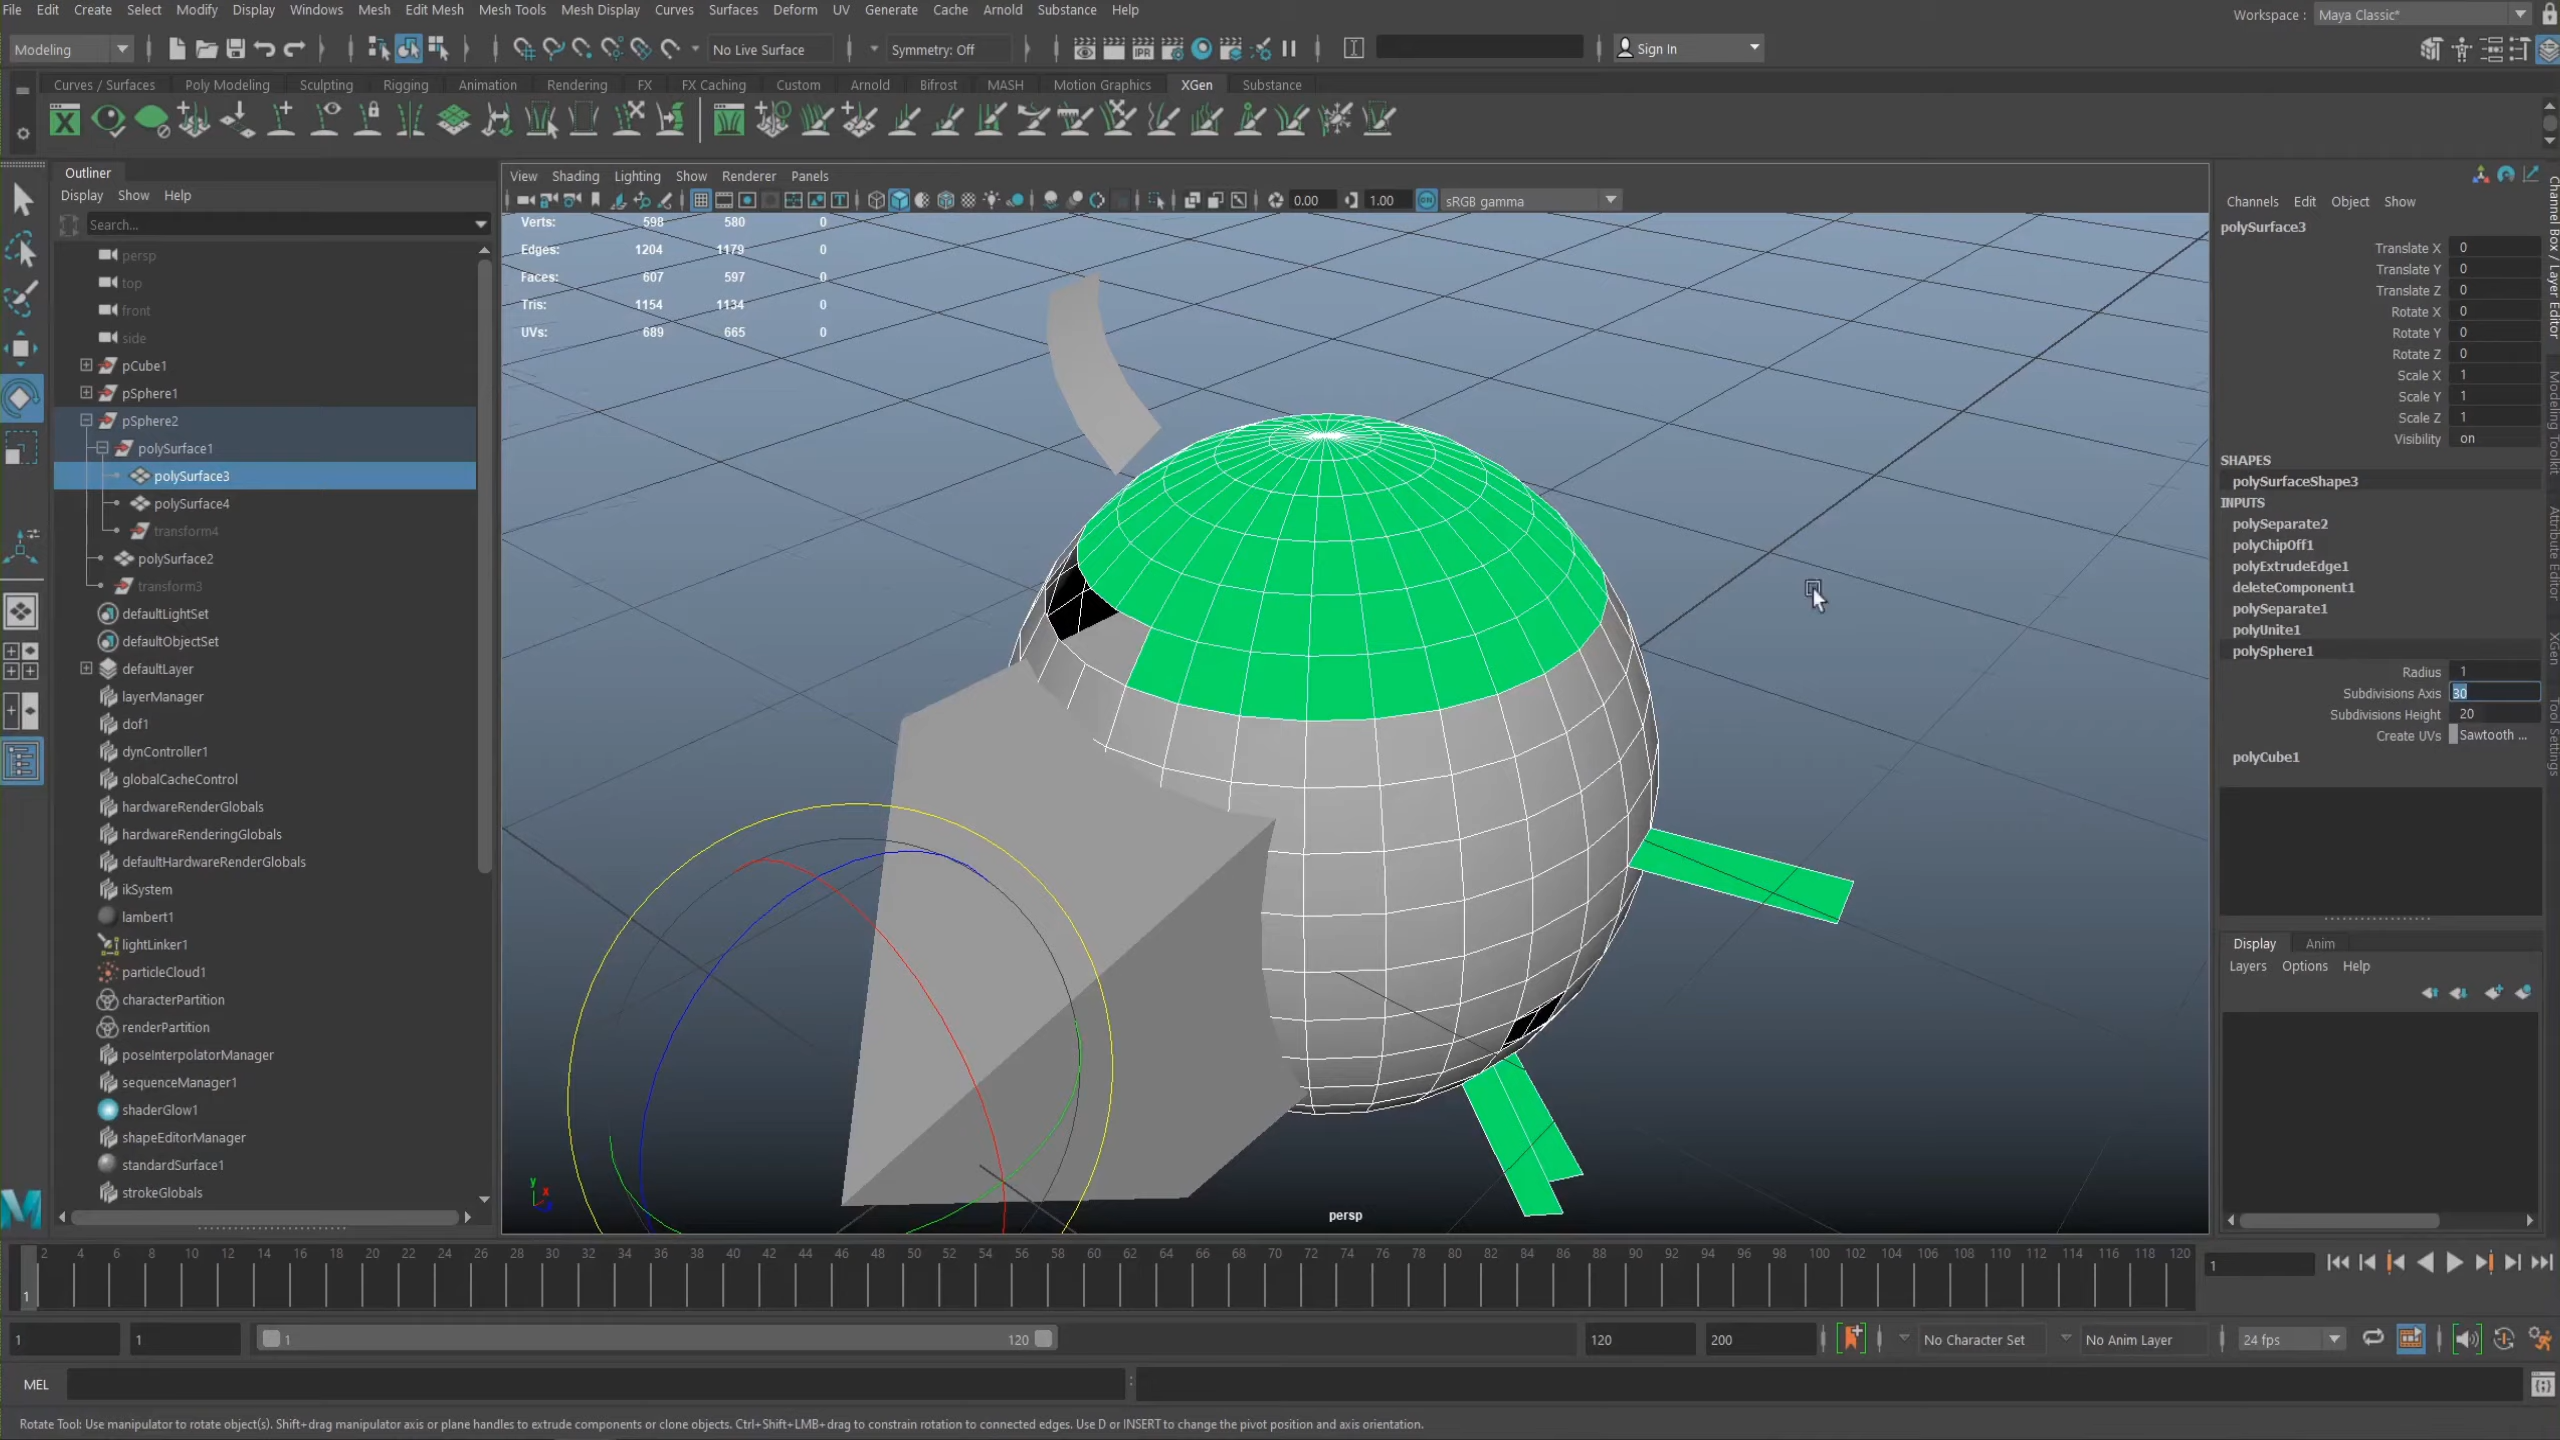 File Edit Create Select Modify Display Windows Mesh Edit Mesh Mesh Tools Mesh Display Curves Surfaces Deform UV Generate Cache Arnold Substance Help
Workspace : Maya Classic*
Modeling No Live Surface Symmetry: Off Sign In
Curves / Surfaces Poly Modeling Sculpting Rigging Animation Rendering FX FX Caching Custom Arnold Bifrost MASH Motion Graphics XGen Substance
IPR
Outliner
Display Show Help
Search...
persp
top
front
side
pCube1
pSphere1
pSphere2
polySurface1
polySurface3
polySurface4
transform4
polySurface2
transform3
defaultLightSet
defaultObjectSet
defaultLayer
layerManager
dof1
dynController1
globalCacheControl
hardwareRenderGlobals
hardwareRenderingGlobals
defaultHardwareRenderGlobals
ikSystem
lambert1
lightLinker1
particleCloud1
characterPartition
renderPartition
poseInterpolatorManager
sequenceManager1
shaderGlow1
shapeEditorManager
standardSurface1
strokeGlobals
View Shading Lighting Show Renderer Panels
0.00 1.00 ON sRGB gamma
Verts: 598 580 0
Edges: 1204 1179 0
Faces: 607 597 0
Tris: 1154 1134 0
UVs: 689 665 0
y x
persp
Channels Edit Object Show
polySurface3
Translate X 0
Translate Y 0
Translate Z 0
Rotate X 0
Rotate Y 0
Rotate Z 0
Scale X 1
Scale Y 1
Scale Z 1
Visibility on
SHAPES
polySurfaceShape3
INPUTS
polySeparate2
polyChipOff1
polyExtrudeEdge1
deleteComponent1
polySeparate1
polyUnite1
polySphere1
Radius 1
Subdivisions Axis 30
Subdivisions Height 20
Create UVs Sawtooth ...
polyCube1
Display Anim
Layers Options Help
Channel Box / Layer Editor
Modeling Toolkit
Attribute Editor
XGen
Tool Settings
2 4 6 8 10 12 14 16 18 20 22 24 26 28 30 32 34 36 38 40 42 44 46 48 50 52 54 56 58 60 62 64 66 68 70 72 74 76 78 80 82 84 86 88 90 92 94 96 98 100 102 104 106 108 110 112 114 116 118 120
1
1
1 1 1 120 120 200 No Character Set No Anim Layer 24 fps
MEL
Rotate Tool: Use manipulator to rotate object(s). Shift+drag manipulator axis or plane handles to extrude components or clone objects. Ctrl+Shift+LMB+drag to constrain rotation to connected edges. Use D or INSERT to change the pivot position and axis orientation.